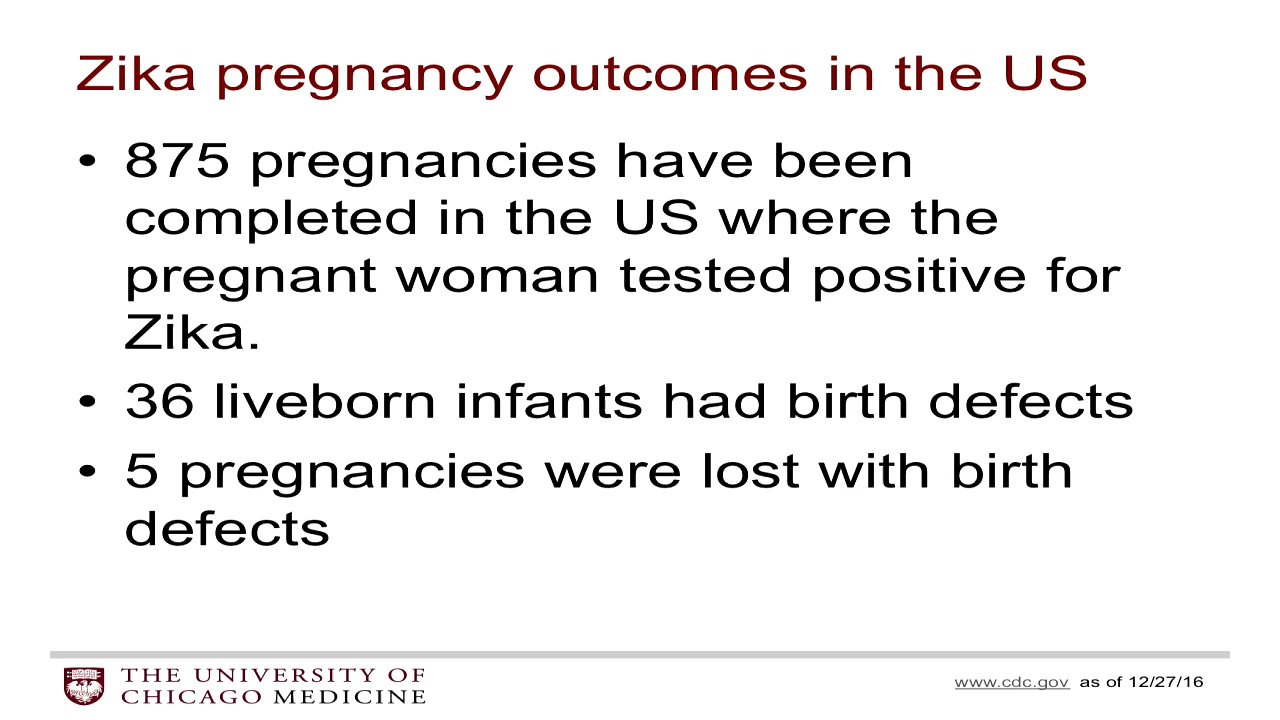 Zika pregnancy outcomes in the US
• 875 pregnancies have been
completed in the US where the
pregnant woman tested positive for
Zika.
• 36 liveborn infants had birth defects
• 5 pregnancies were lost with birth
defects
THE UNIVERSITY OF
CHICAGO MEDICINE
www.cdc.gov as of 12/27/16